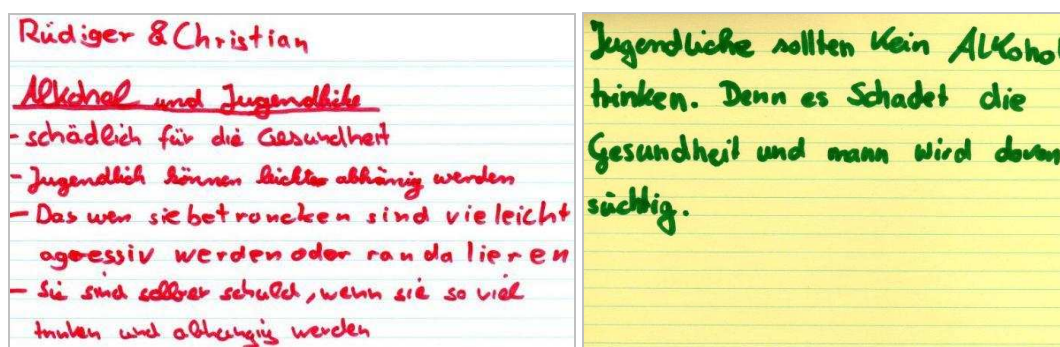 Rüdiger & Christian
Alkohol und Jugendliche
- schädlich für die Gesundheit
- Jugendlich können leichter abhänig werden
- Das wen sie betrancken sind vieleicht
agressiv werden oder randalieren
- Sie sind selber schuld, wenn sie so viel
trinken und abhängig werden
Jugendliche sollten kein Alkohol
trinken. Denn es Schadet die
Gesundheit und mann wird davon
süchtig.